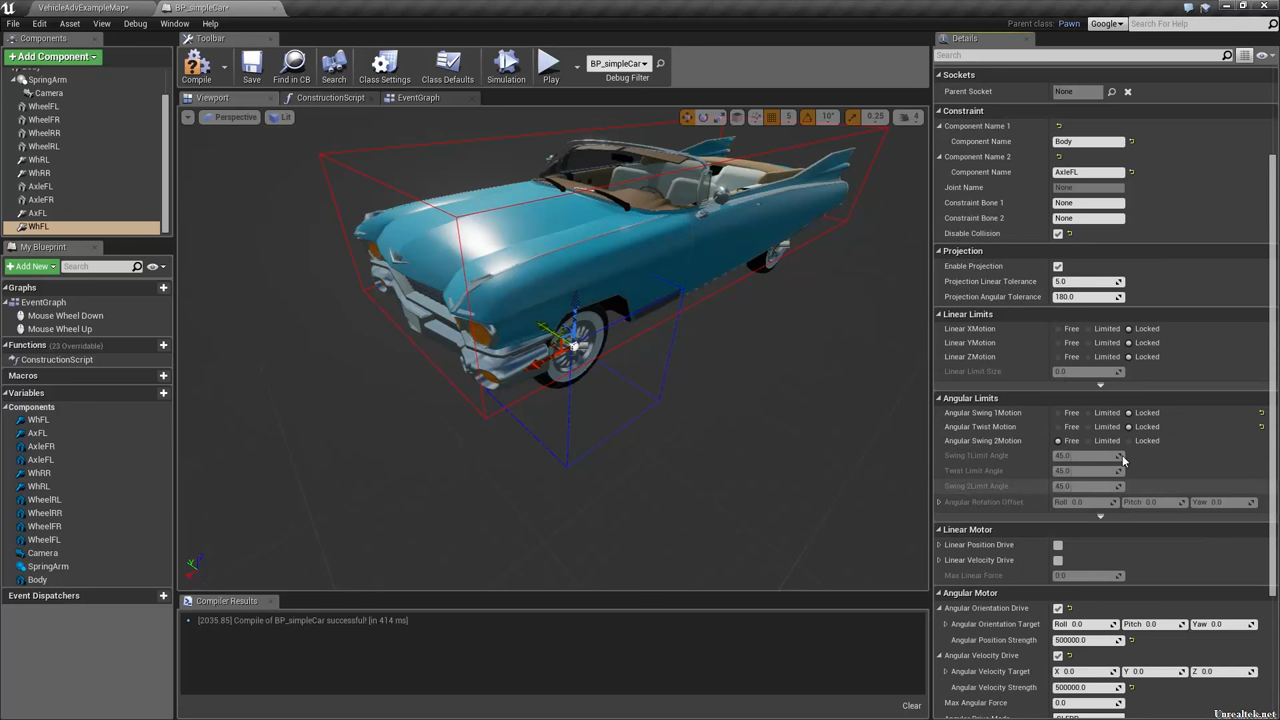 VehicleAdvExampleMap*
BP_simpleCar*
File Edit Asset View Debug Window Help
Parent class: Pawn Google Search For Help
Components
Add Component
SpringArm
Camera
WheelFL
WheelFR
WheelRR
WheelRL
WhRL
WhRR
AxleFL
AxleFR
AxFL
WhFL
My Blueprint
Add New Search
Graphs
EventGraph
Mouse Wheel Down
Mouse Wheel Up
Functions (23 Overridable)
ConstructionScript
Macros
Variables
Components
WhFL
AxFL
AxleFR
AxleFL
WhRR
WhRL
WheelRL
WheelRR
WheelFR
WheelFL
Camera
SpringArm
Body
Event Dispatchers
Toolbar
Compile Save Find in CB Search Class Settings Class Defaults Simulation Play
BP_simpleCar
Debug Filter
Viewport ConstructionScript EventGraph
Perspective Lit
5 10° 0.25 4
Compiler Results
[2035.85] Compile of BP_simpleCar successful! [in 414 ms]
Clear
Details
Search
Sockets
Parent Socket None
Constraint
Component Name 1
Component Name Body
Component Name 2
Component Name AxleFL
Joint Name None
Constraint Bone 1 None
Constraint Bone 2 None
Disable Collision
Projection
Enable Projection
Projection Linear Tolerance 5.0
Projection Angular Tolerance 180.0
Linear Limits
Linear XMotion Free Limited Locked
Linear YMotion Free Limited Locked
Linear ZMotion Free Limited Locked
Linear Limit Size 0.0
Angular Limits
Angular Swing 1Motion Free Limited Locked
Angular Twist Motion Free Limited Locked
Angular Swing 2Motion Free Limited Locked
Swing 1Limit Angle 45.0
Twist Limit Angle 45.0
Swing 2Limit Angle 45.0
Angular Rotation Offset Roll 0.0 Pitch 0.0 Yaw 0.0
Linear Motor
Linear Position Drive
Linear Velocity Drive
Max Linear Force 0.0
Angular Motor
Angular Orientation Drive
Angular Orientation Target Roll 0.0 Pitch 0.0 Yaw 0.0
Angular Position Strength 500000.0
Angular Velocity Drive
Angular Velocity Target X 0.0 Y 0.0 Z 0.0
Angular Velocity Strength 500000.0
Max Angular Force 0.0
Unrealtek.net